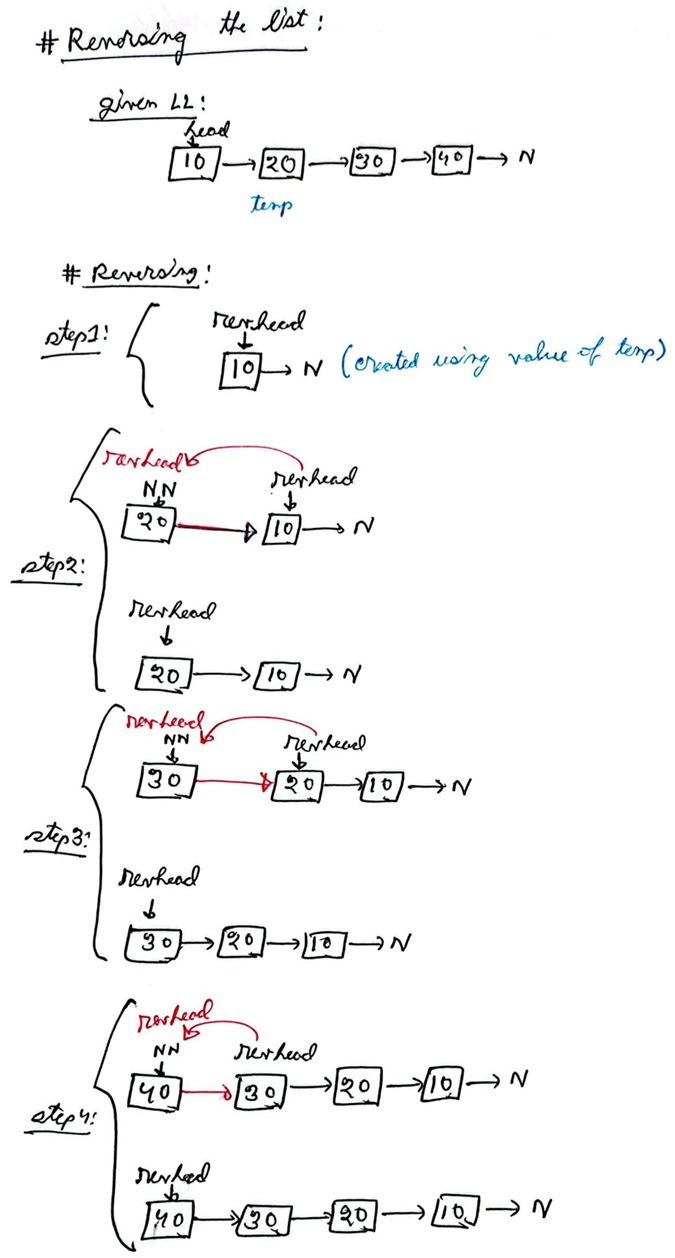 # Reversing the list:
given LL:
head
10 → 20 → 30 → 40 → N
temp
# Reversing:
step1:
revhead
10 → N (created using value of temp)
revhead
revhead
NN
20 → 10 → N
step2:
revhead
20 → 10 → N
revhead
NN
revhead
30 → 20 → 10 → N
step3:
revhead
30 → 20 → 10 → N
revhead
NN revhead
40 → 30 → 20 → 10 → N
step4:
revhead
40 → 30 → 20 → 10 → N